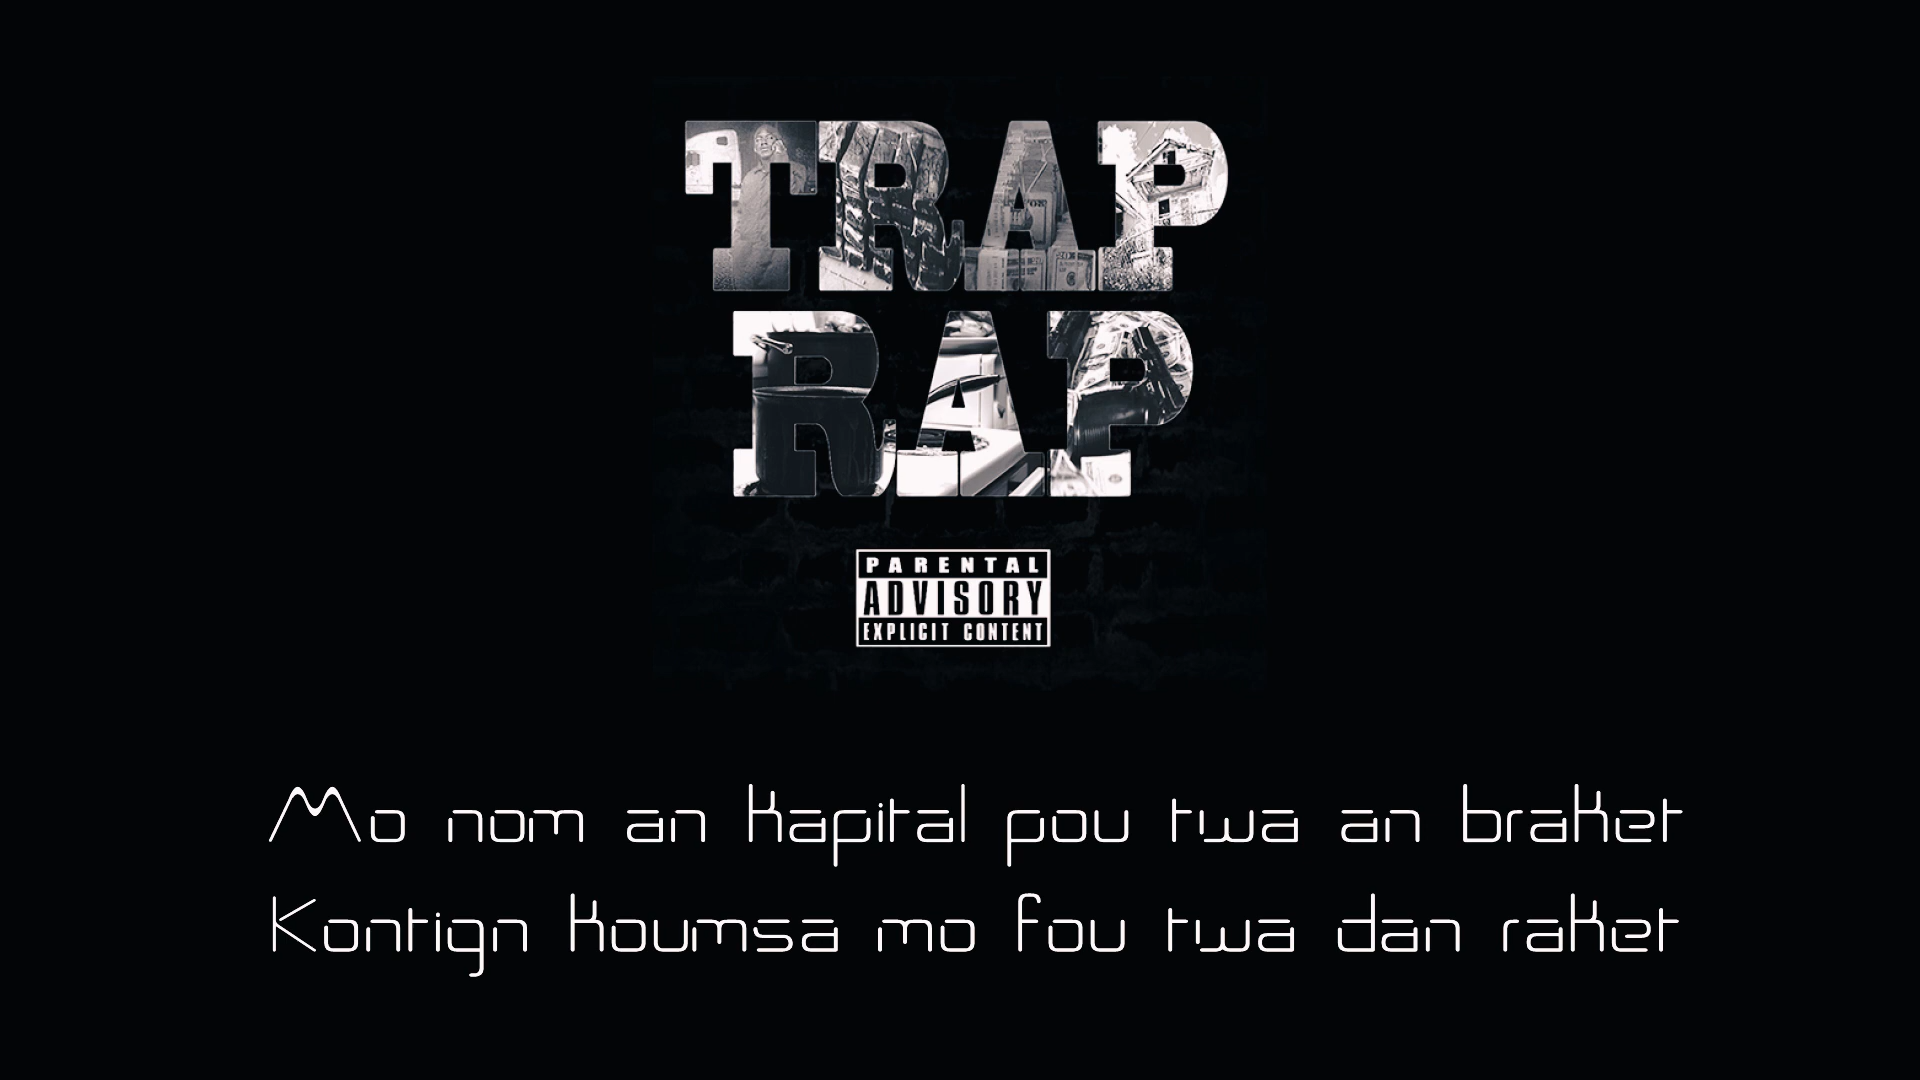 TRAP
RAP
PARENTAL
ADVISORY
EXPLICIT CONTENT
Mo nom an kapital pou twa an braket
Kontign koumsa mo fou twa dan raket